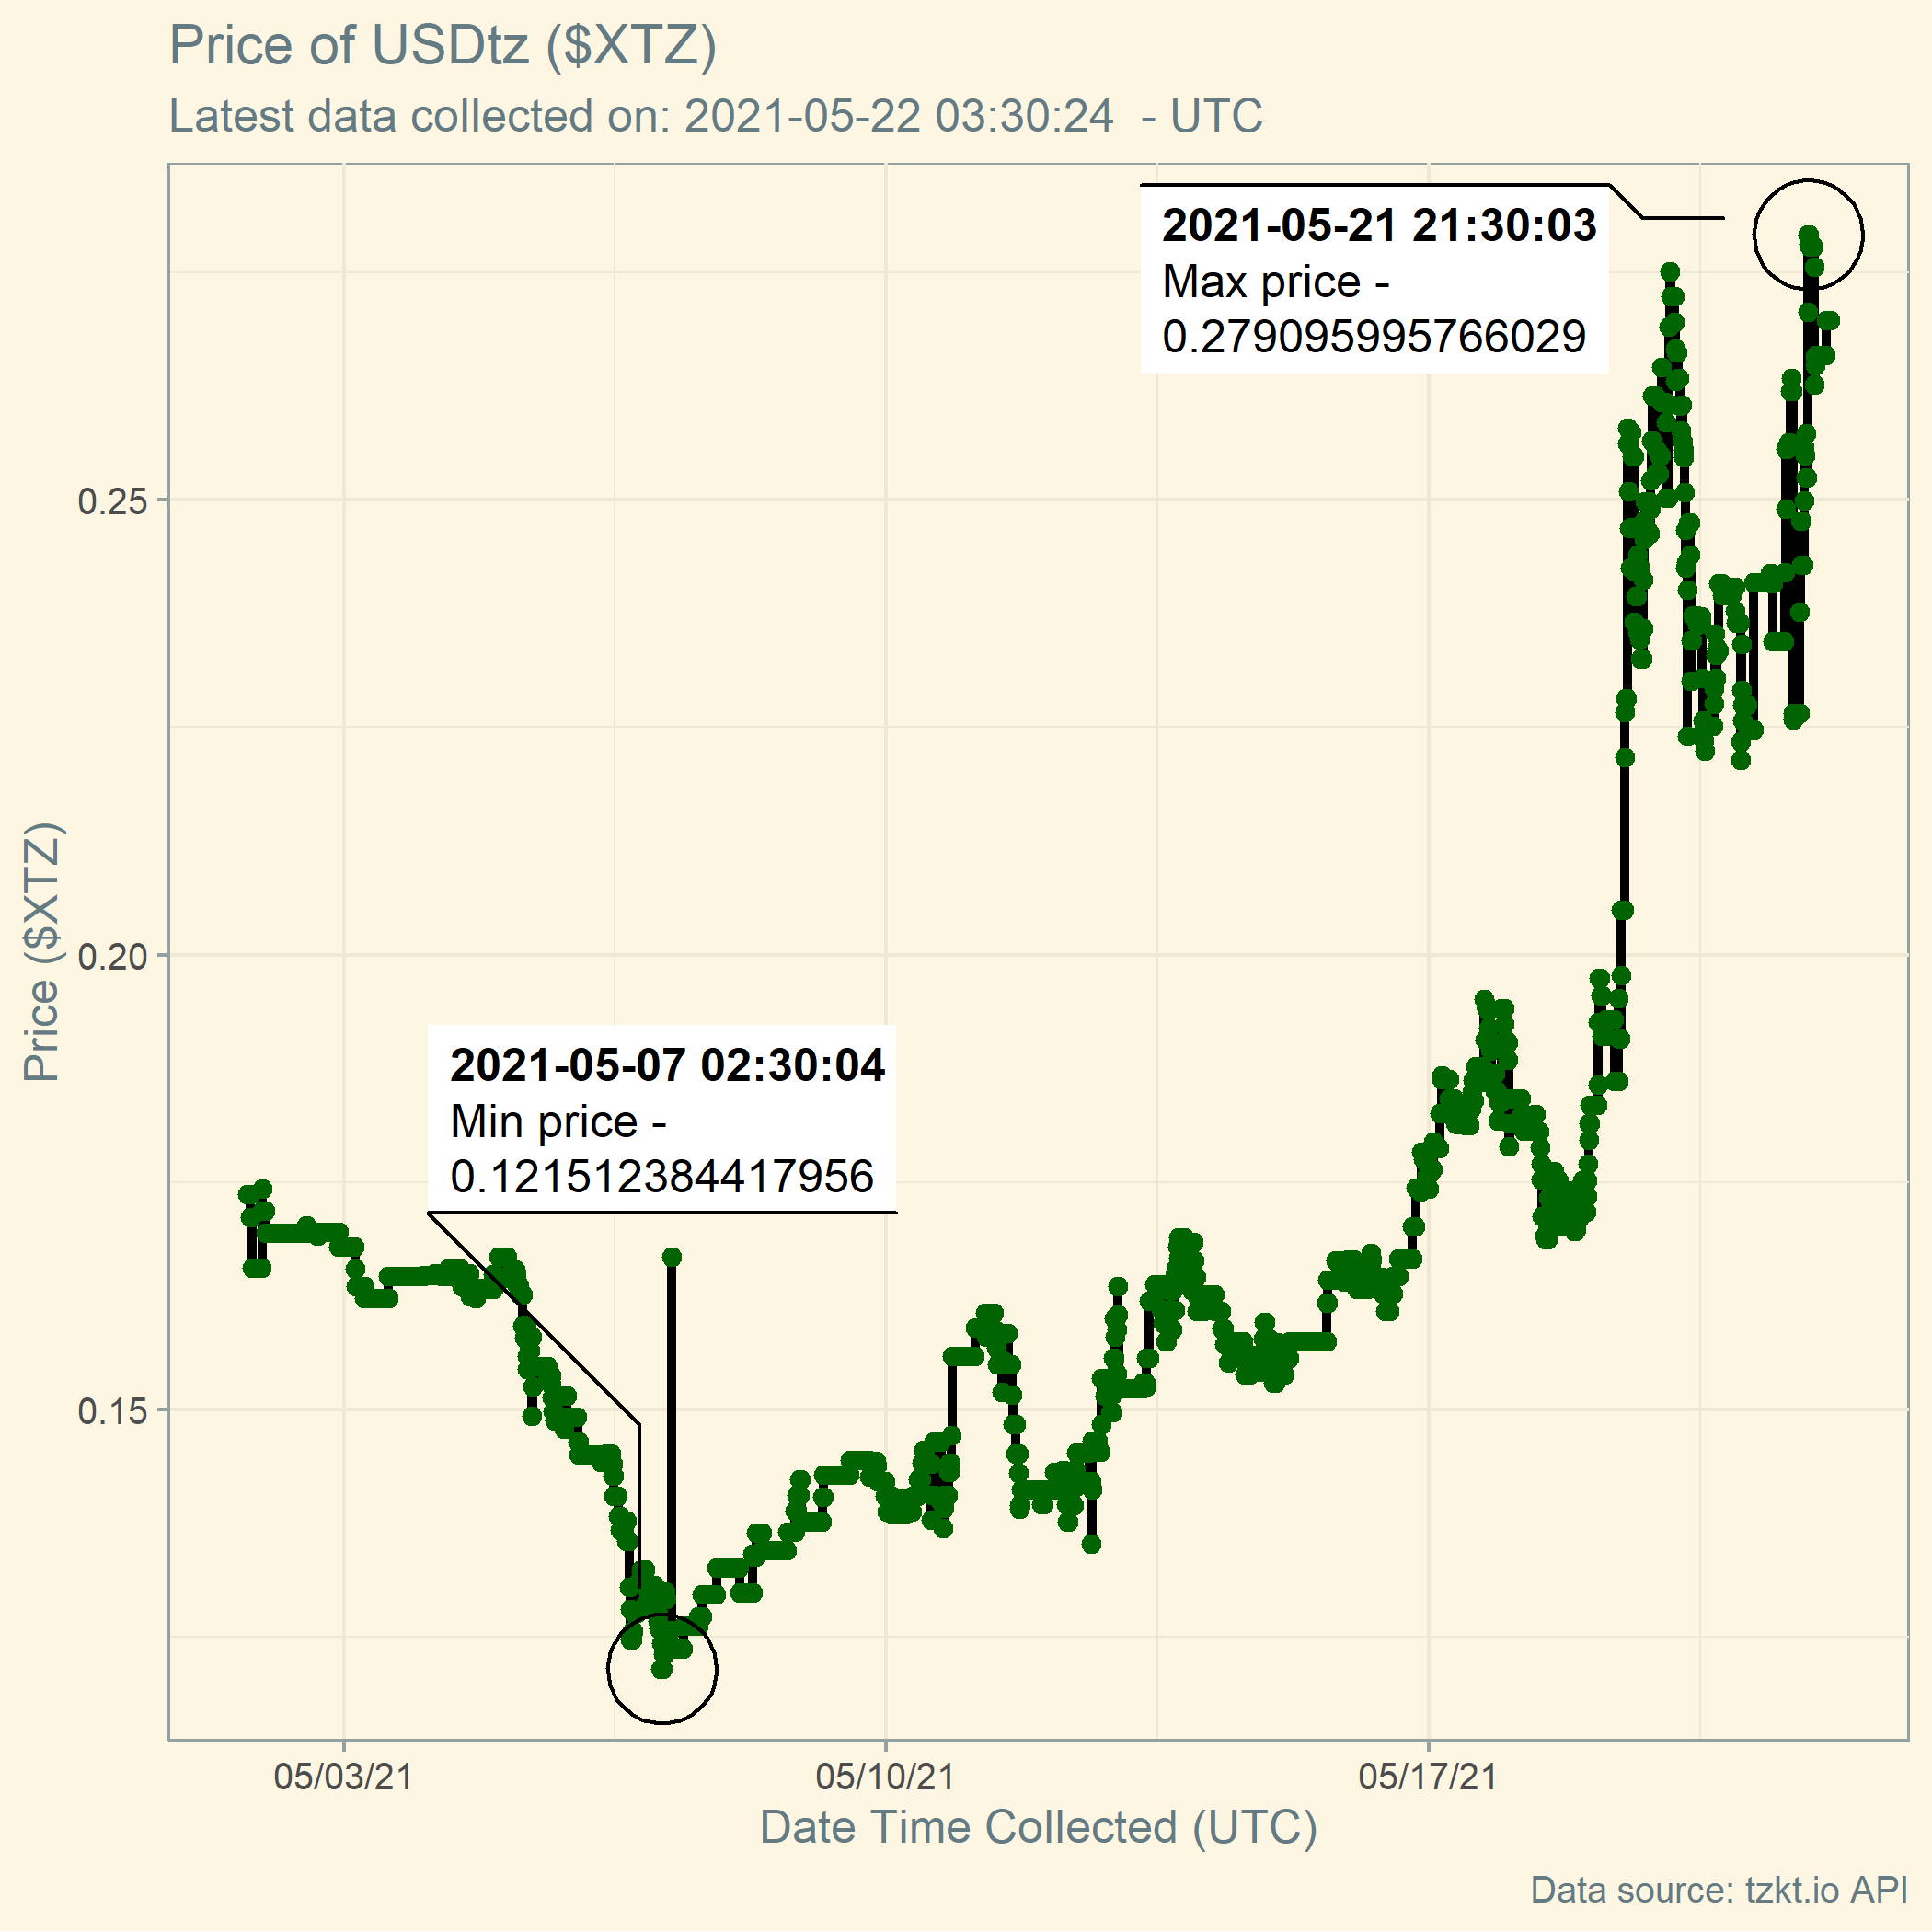 Price of USDtz ($XTZ)
Latest data collected on: 2021-05-22 03:30:24  - UTC
2021-05-21 21:30:03
Max price -
0.279095995766029
0.25
0.20
0.15
Price ($XTZ)
2021-05-07 02:30:04
Min price -
0.121512384417956
05/03/21
05/10/21
05/17/21
Date Time Collected (UTC)
Data source: tzkt.io API